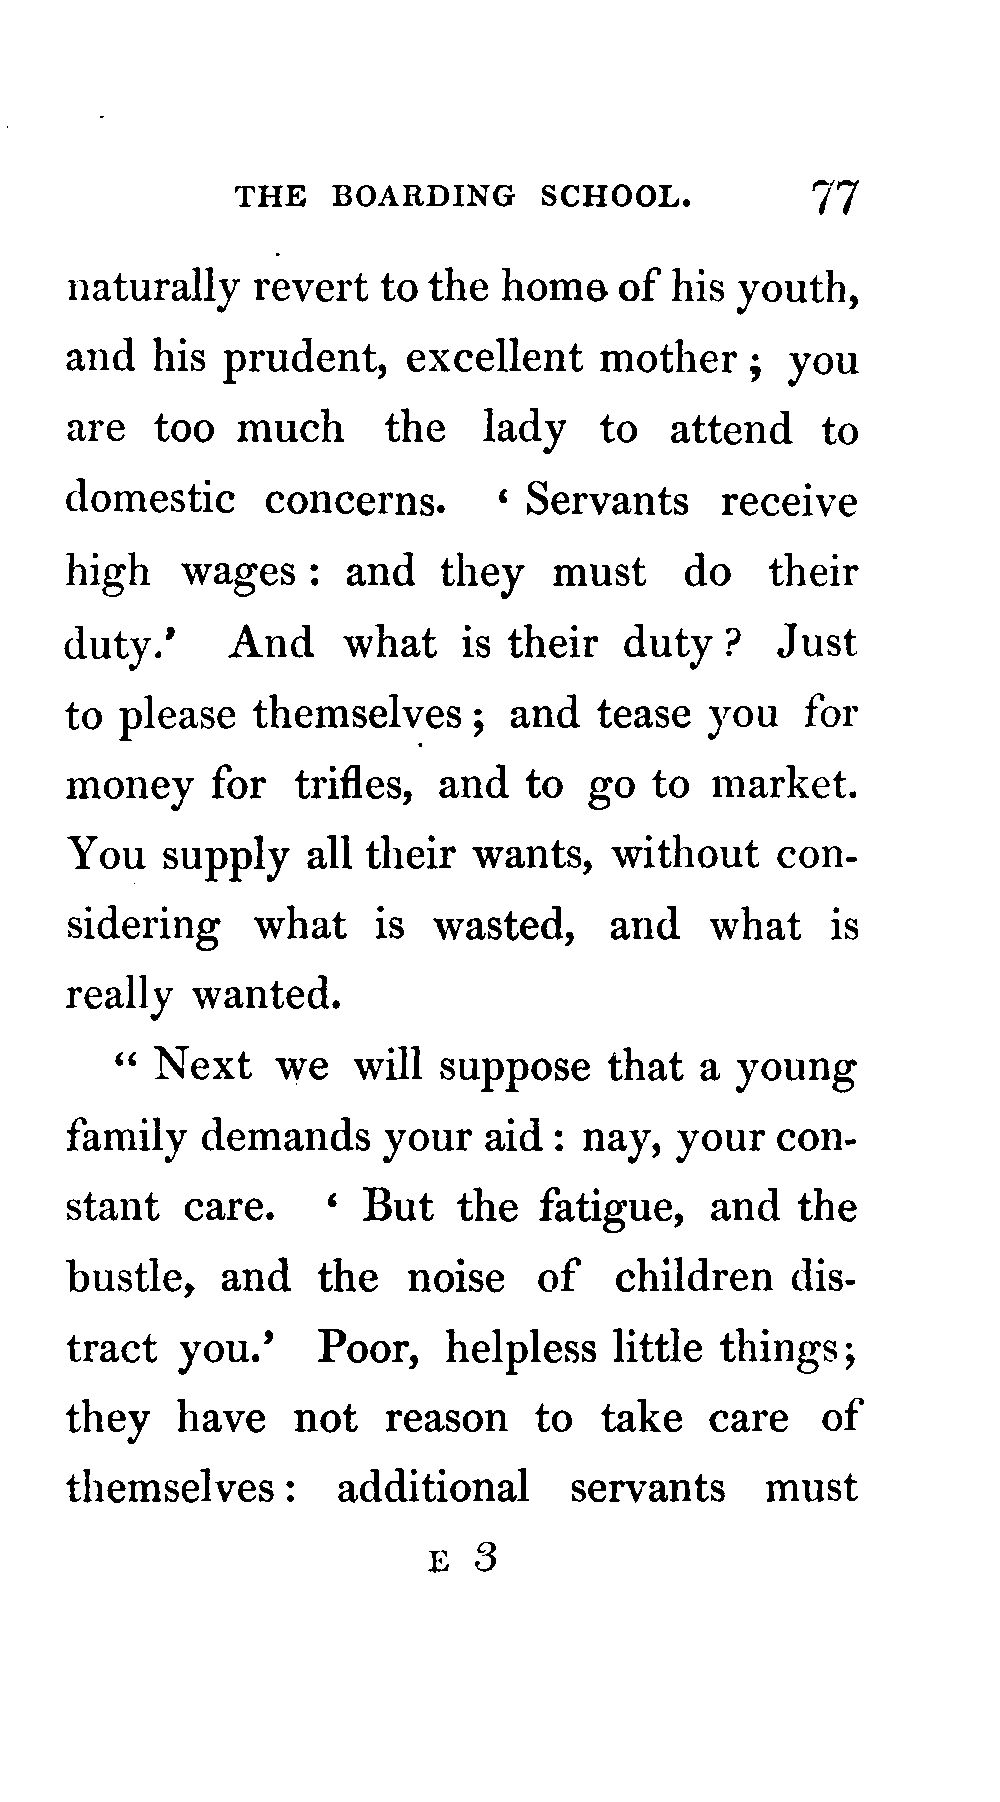 THE BOARDING SCHOOL. 77
naturally revert to the home of his youth,
and his prudent, excellent mother ; you
are too much the lady to attend to
domestic concerns. ‘ Servants receive
high wages : and they must do their
duty.’ And what is their duty ? Just
to please themselves ; and tease you for
money for trifles, and to go to market.
You supply all their wants, without con-
sidering what is wasted, and what is
really wanted.
“ Next we will suppose that a young
family demands your aid : nay, your con-
stant care. ‘ But the fatigue, and the
bustle, and the noise of children dis-
tract you.’ Poor, helpless little things;
they have not reason to take care of
themselves : additional servants must
E 3